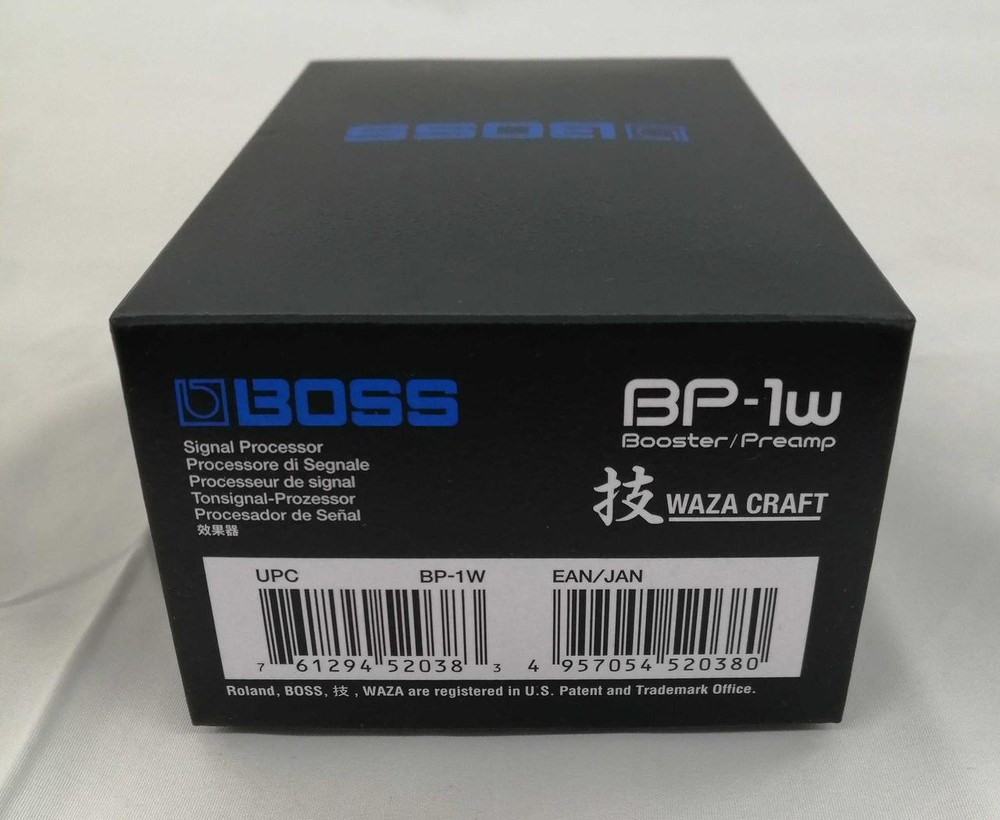 BOSS
BOSS
Signal Processor
Processore di Segnale
Processeur de signal
Tonsignal-Prozessor
Procesador de Señal
效果器
BP-1W
Booster/Preamp
技 WAZA CRAFT
UPC BP-1W EAN/JAN
7 61294 52038 3 4 957054 520380
Roland, BOSS, 技, WAZA are registered in U.S. Patent and Trademark Office.